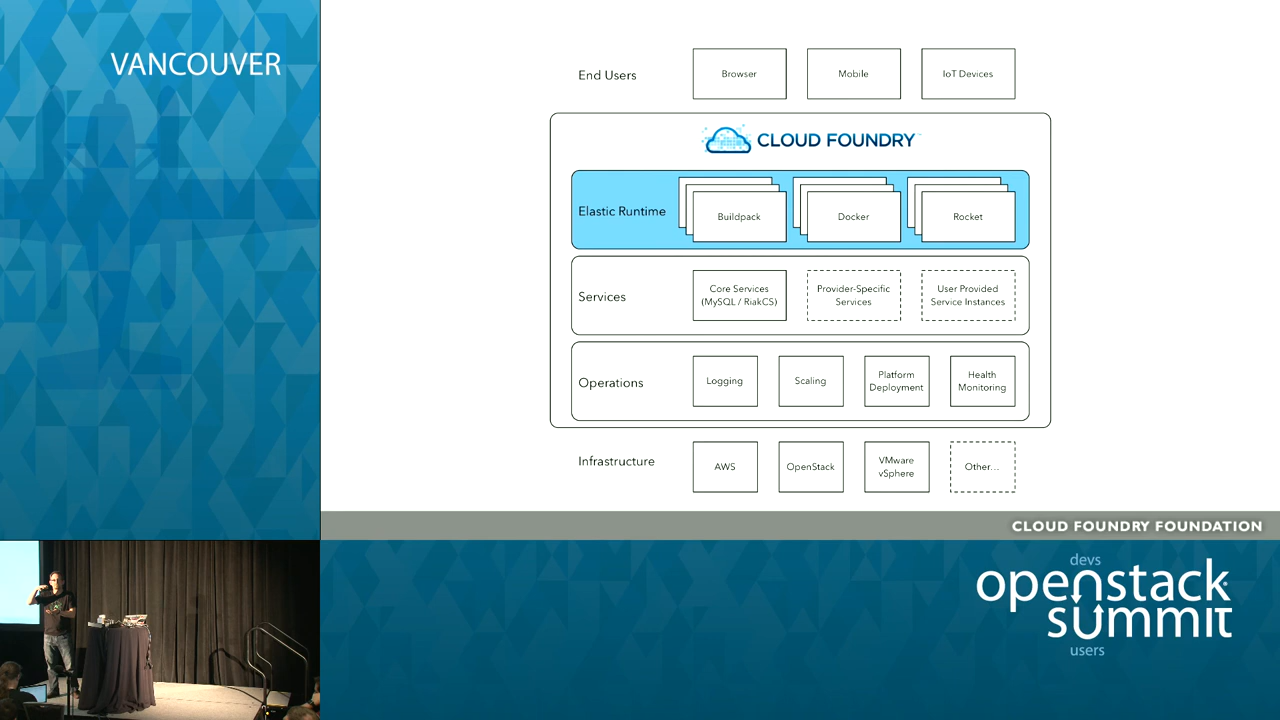 VANCOUVER
End Users
Browser
Mobile
IoT Devices
CLOUD FOUNDRY
Elastic Runtime
Buildpack
Docker
Rocket
Services
Core Services
(MySQL / RiakCS)
Provider-Specific
Services
User Provided
Service Instances
Operations
Logging
Scaling
Platform
Deployment
Health
Monitoring
Infrastructure
AWS
OpenStack
VMware
vSphere
Other...
CLOUD FOUNDRY FOUNDATION
devs
openstack
summit
users